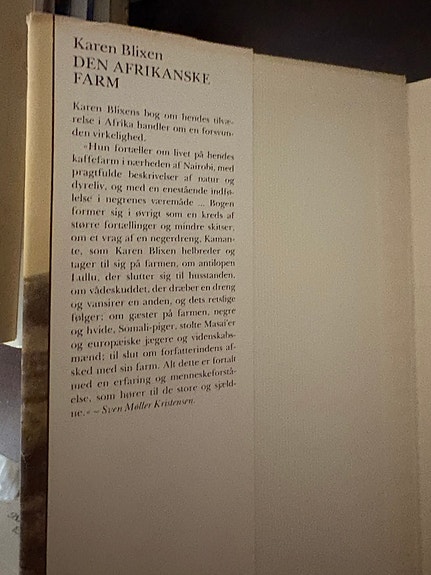 Karen Blixen
DEN AFRIKANSKE
FARM
Karen Blixens bog om hendes tilvæ-
relse i Afrika handler om en forsvun-
den virkelighed.
»Hun fortæller om livet på hendes
kaffefarm i nærheden af Nairobi, med
pragtfulde beskrivelser af natur og
dyreliv, og med en enestående indfø-
lelse i negrenes væremåde ... Bogen
former sig i øvrigt som en kreds af
større fortællinger og mindre skitser,
om et vrag af en negerdreng, Kaman-
te, som Karen Blixen helbreder og
tager til sig på farmen, om antilopen
Lullu, der slutter sig til husstanden,
om vådeskuddet, der dræber en dreng
og vansirer en anden, og dets retslige
følger; om gæster på farmen, negre
og hvide, Somali-piger, stolte Masai'er
og europæiske jægere og videnskabs-
mænd; til slut om forfatterindens af-
sked med sin farm. Alt dette er fortalt
med en erfaring og menneskeforstå-
else, som hører til de store og sjæld-
ne.« – Sven Møller Kristensen.